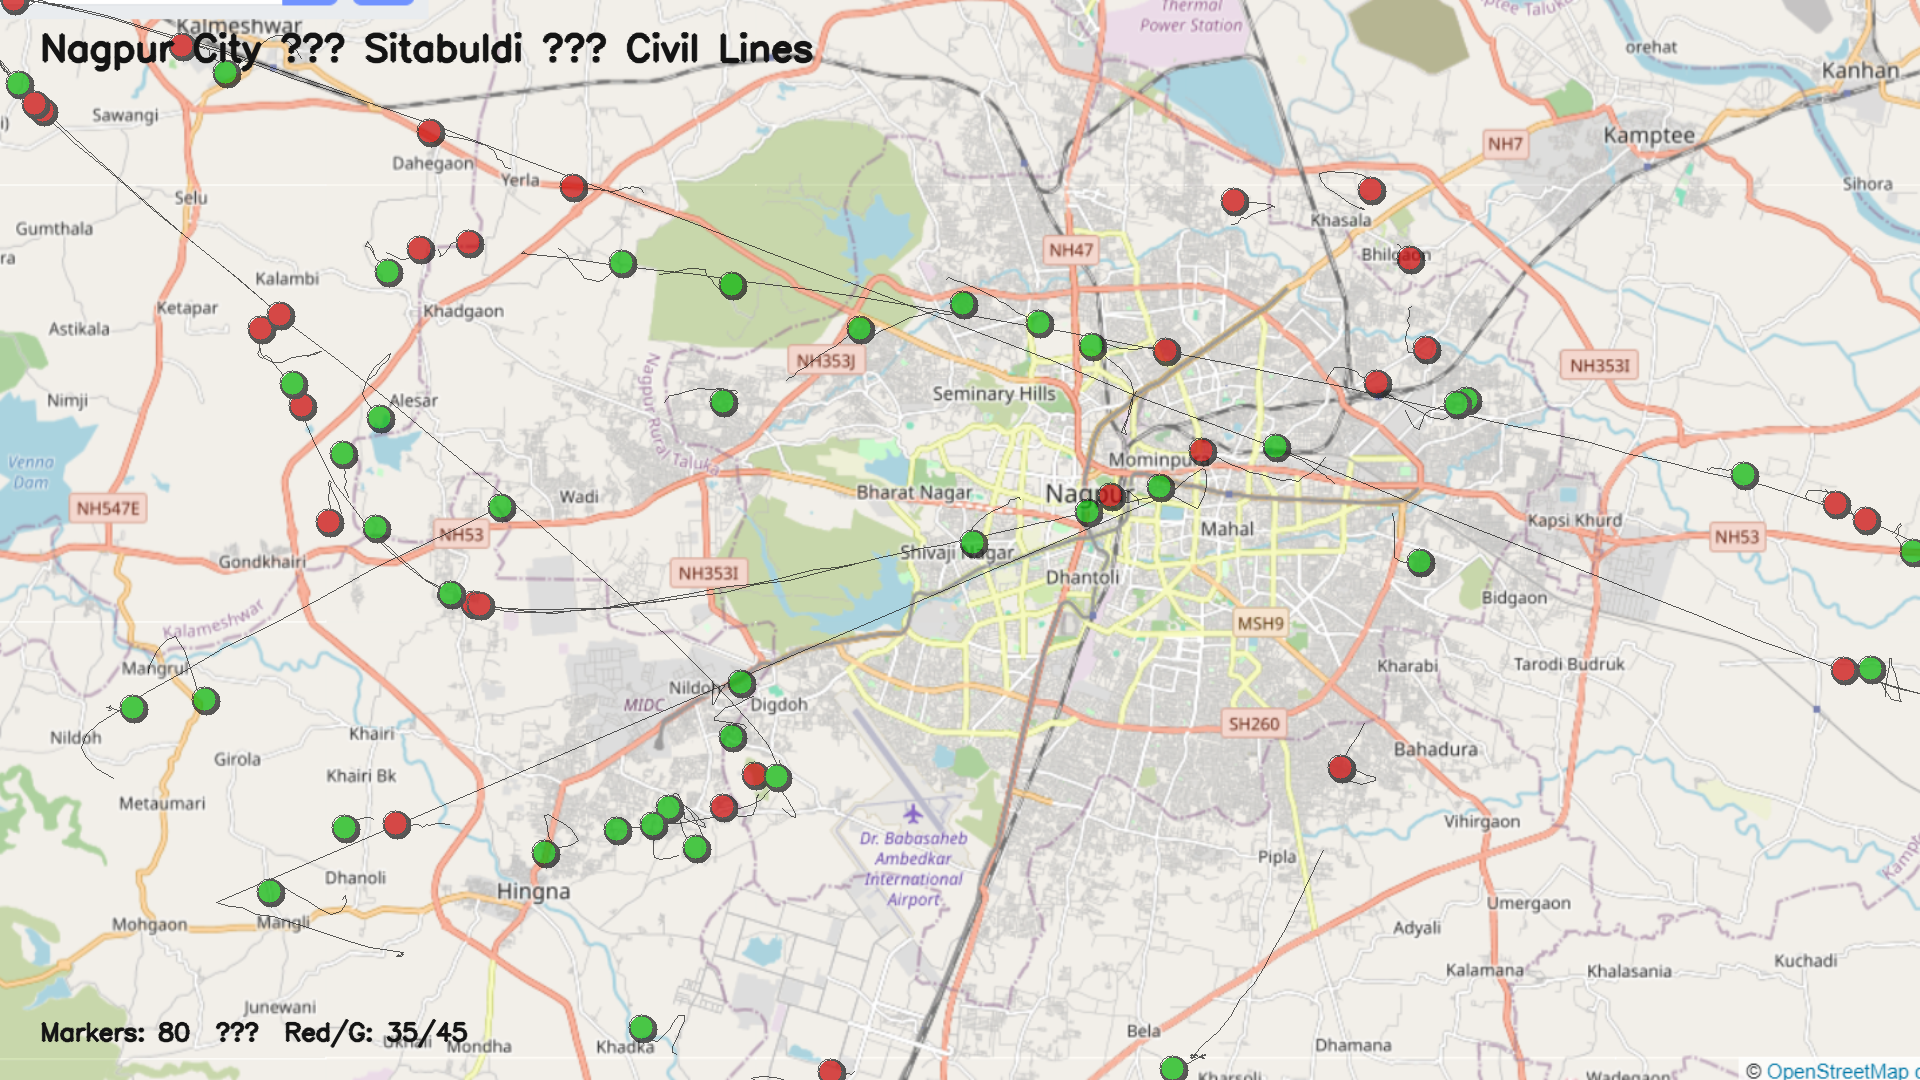 Kalmeshwar
Nagpur City ??? Sitabuldi ??? Civil Lines
Thermal
Power Station
orehat
Kanhan
Sawangi
NH7
Kamptee
Dahegaon
Yerla
Selu
Sihora
Gumthala
Khasala
NH47
Bhilgaon
Kalambi
Ketapar
Khadgaon
Astikala
NH353J
NH353I
Nagpur Rural Taluka
Seminary Hills
Nimji
Alesar
Mominpura
Venna
Dam
Bharat Nagar
Nagpur
Wadi
NH547E
Kapsi Khurd
Mahal
NH53
NH53
Shivaji Nagar
Gondkhairi
NH353I
Dhantoli
Bidgaon
Kalameshwar
MSH9
Mangrul
Kharabi
Tarodi Budruk
Nildoh
MIDC
Digdoh
SH260
Nildoh
Khairi
Bahadura
Girola
Khairi Bk
Metaumari
Vihirgaon
Dr. Babasaheb
Ambedkar
International
Airport
Pipla
Dhanoli
Hingna
Umergaon
Mohgaon
Mangli
Adyali
Kalamana
Khalasania
Kuchadi
Junewani
Markers: 80 ??? Red/G: 35/45
Mondha
Khadka
Bela
Dhamana
Kharsoli
Wadegaon
© OpenStreetMap c